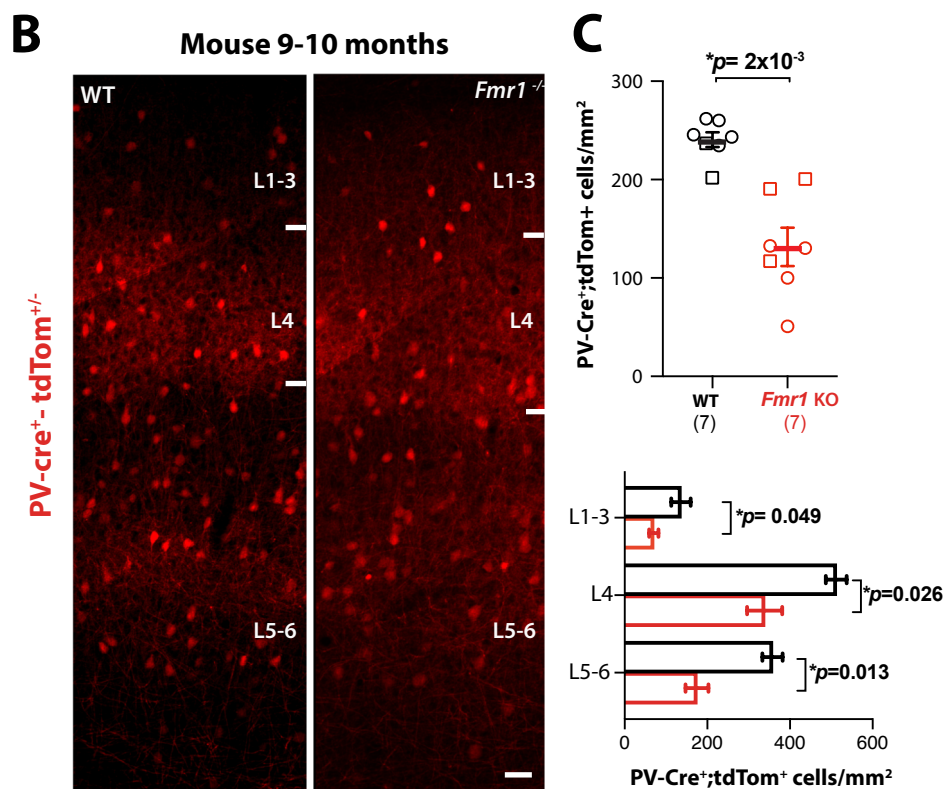 B
Mouse 9-10 months
WT
Fmr1 -/-
L1-3
L1-3
L4
L4
L5-6
L5-6
PV-cre⁺- tdTom⁺/⁻
C
*p= 2x10⁻³
300
200
100
0
PV-Cre⁺;tdTom+ cells/mm²
WT
(7)
Fmr1 KO
(7)
L1-3
*p= 0.049
L4
*p=0.026
L5-6
*p=0.013
0 200 400 600
PV-Cre⁺;tdTom⁺ cells/mm²